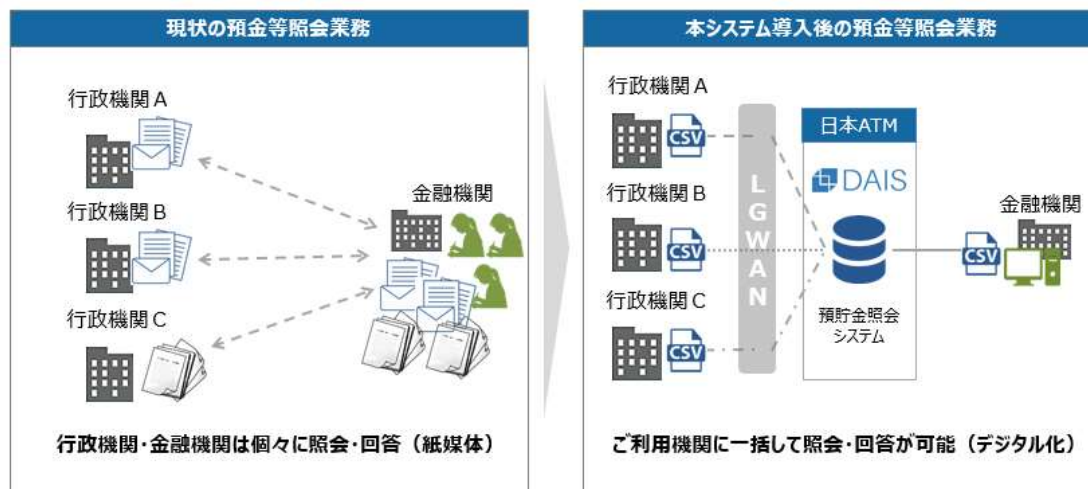 現状の預金等照会業務
行政機関A
行政機関B
行政機関C
金融機関
行政機関・金融機関は個々に照会・回答（紙媒体）
本システム導入後の預金等照会業務
行政機関A
CSV
行政機関B
CSV
行政機関C
CSV
LGWAN
日本ATM
DAIS
預貯金照会
システム
金融機関
CSV
ご利用機関に一括して照会・回答が可能（デジタル化）